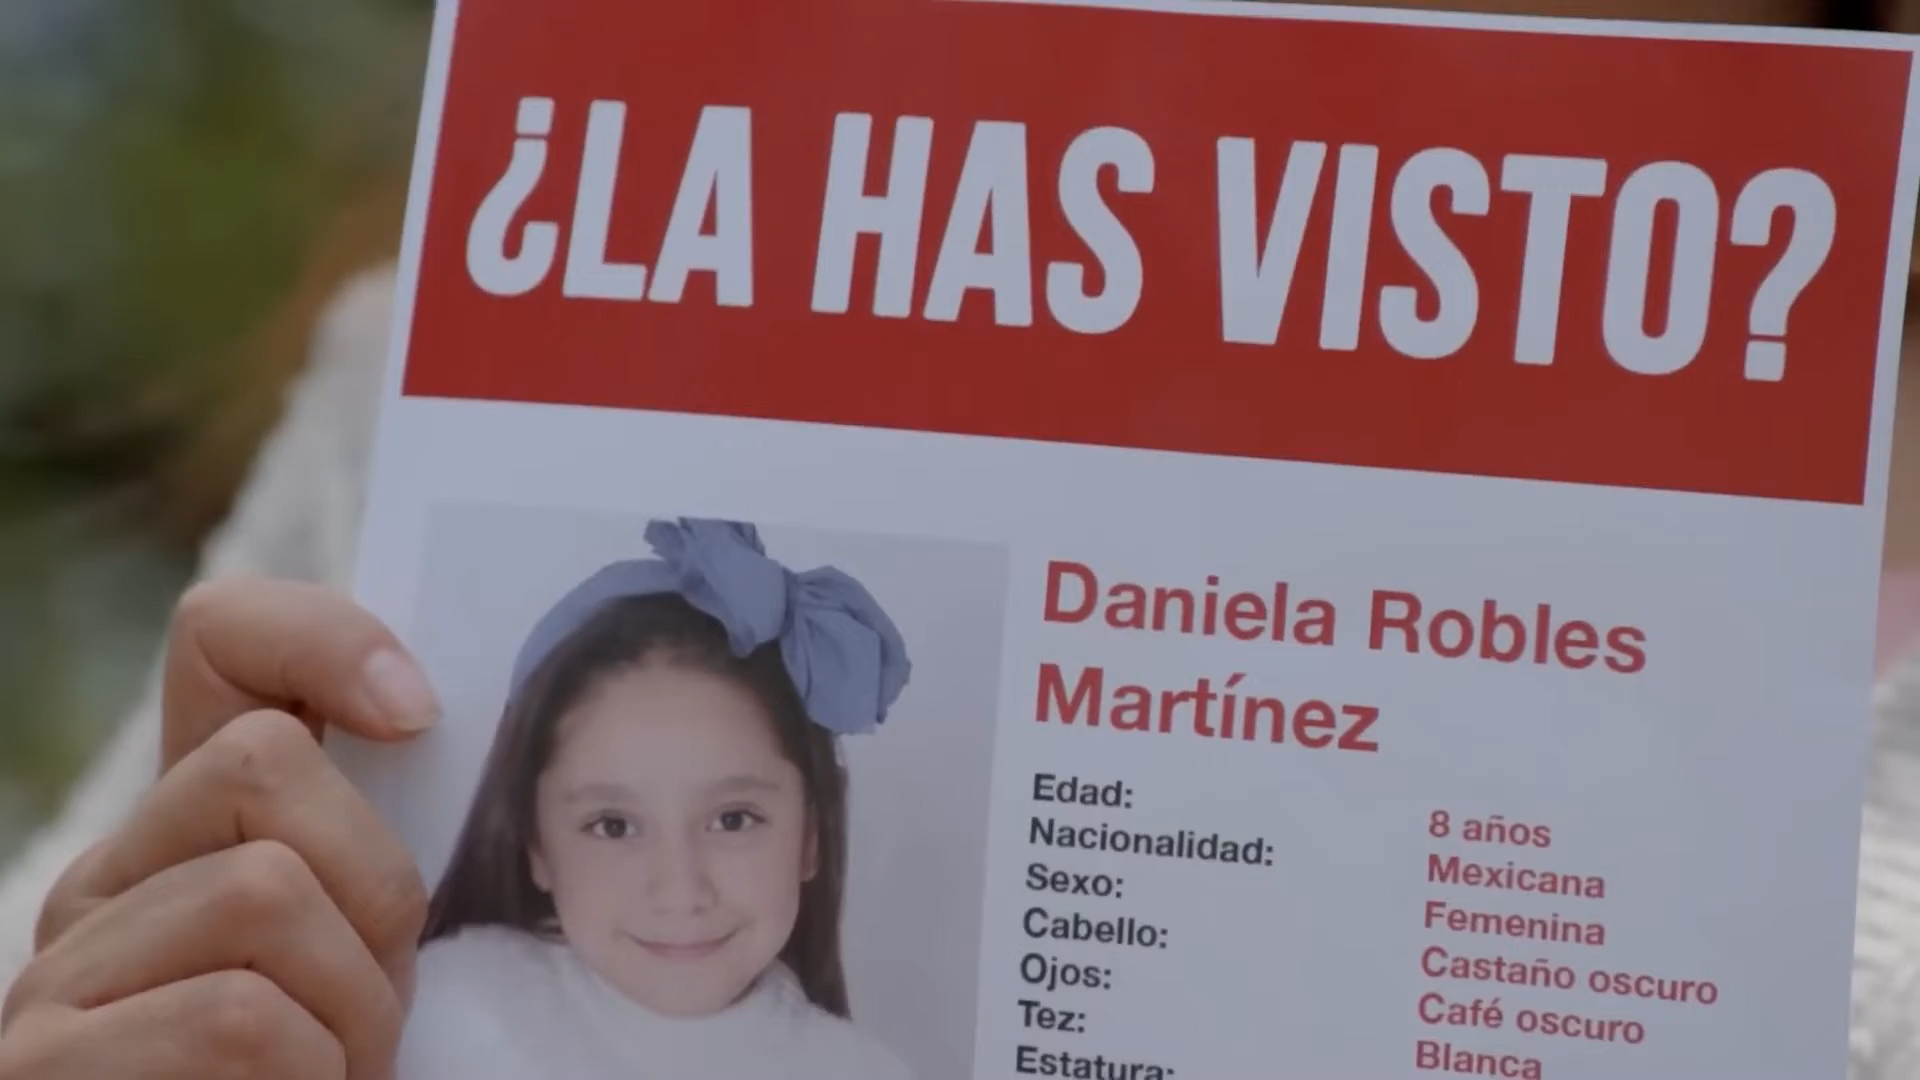 ¿LA HAS VISTO?
Daniela Robles
Martínez
Edad: 8 años
Nacionalidad: Mexicana
Sexo: Femenina
Cabello: Castaño oscuro
Ojos: Café oscuro
Tez: Blanca
Estatura: